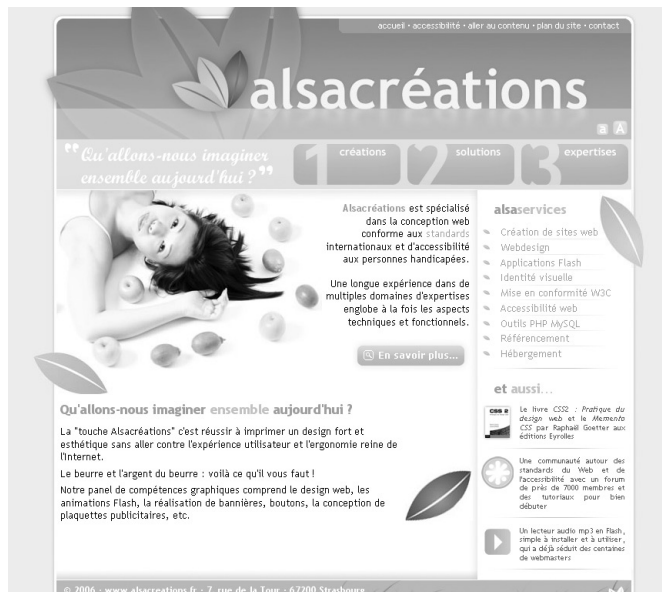 accueil • accessibilité • aller au contenu • plan du site • contact
alsacréations
a A
"Qu'allons-nous imaginer
ensemble aujourd'hui ?"
1 créations
2 solutions
3 expertises
Alsacréations est spécialisé
dans la conception web
conforme aux standards
internationaux et d'accessibilité
aux personnes handicapées.
Une longue expérience dans de
multiples domaines d'expertises
englobe à la fois les aspects
techniques et fonctionnels.
En savoir plus...
Qu'allons-nous imaginer ensemble aujourd'hui ?
La "touche Alsacréations" c'est réussir à imprimer un design fort et
esthétique sans aller contre l'expérience utilisateur et l'ergonomie reine de
l'Internet.
Le beurre et l'argent du beurre : voilà ce qu'il vous faut !
Notre panel de compétences graphiques comprend le design web, les
animations Flash, la réalisation de bannières, boutons, la conception de
plaquettes publicitaires, etc.
alsaservices
Création de sites web
Webdesign
Applications Flash
Identité visuelle
Mise en conformité W3C
Accessibilité web
Outils PHP MySQL
Référencement
Hébergement
et aussi...
CSS 2
Le livre CSS2 : Pratique du
design web et le Memento
CSS par Raphaël Goetter aux
éditions Eyrolles
Une communauté autour des
standards du Web et de
l'accessibilité avec un forum
de près de 7000 membres et
des tutoriaux pour bien
débuter
Un lecteur audio mp3 en Flash,
simple à installer et à utiliser,
qui a déjà séduit des centaines
de webmasters
© 2006 - www.alsacreations.fr - 7, rue de la Tour - 67200 Strasbourg